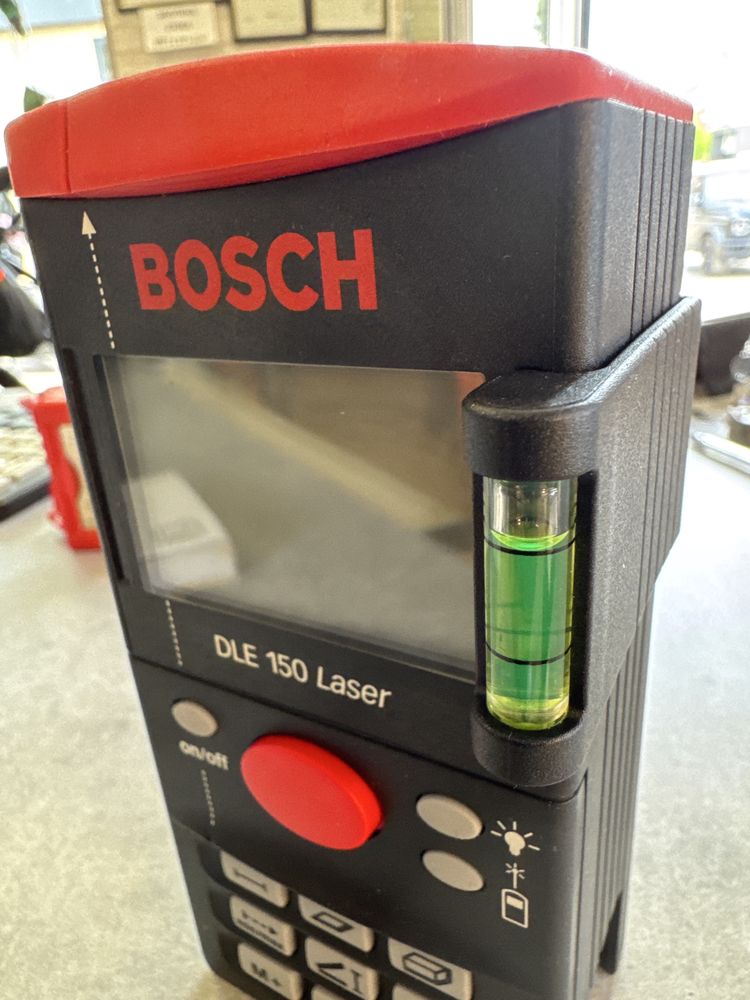 BOSCH
DLE 150 Laser
on/off
M+